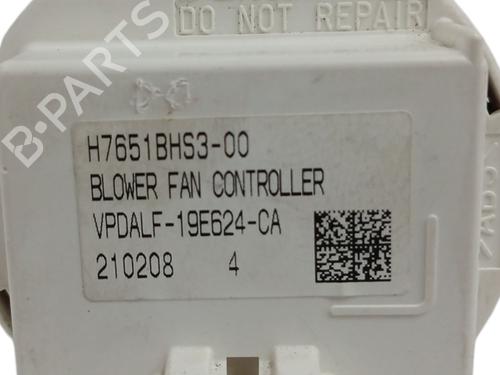 DO NOT REPAIR
B-PARTS
H7651BHS3-00
BLOWER FAN CONTROLLER
VPDALF-19E624-CA
210208 4